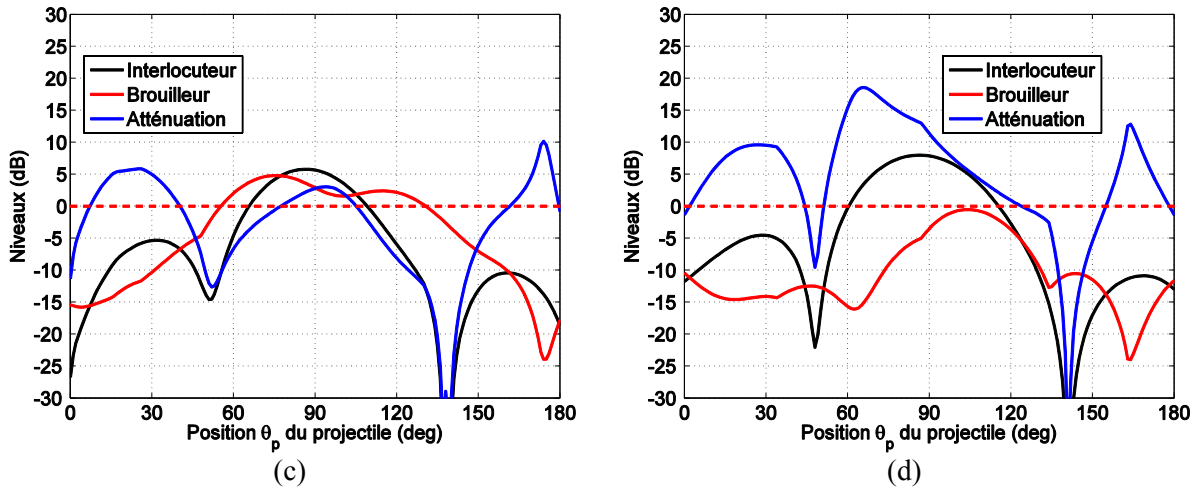 30
25
20
15
10
5
0
-5
-10
-15
-20
-25
-30
Niveaux (dB)
Interlocuteur
Brouilleur
Atténuation
0 30 60 90 120 150 180
Position θp du projectile (deg)
(c)
30
25
20
15
10
5
0
-5
-10
-15
-20
-25
-30
Niveaux (dB)
Interlocuteur
Brouilleur
Atténuation
0 30 60 90 120 150 180
Position θp du projectile (deg)
(d)